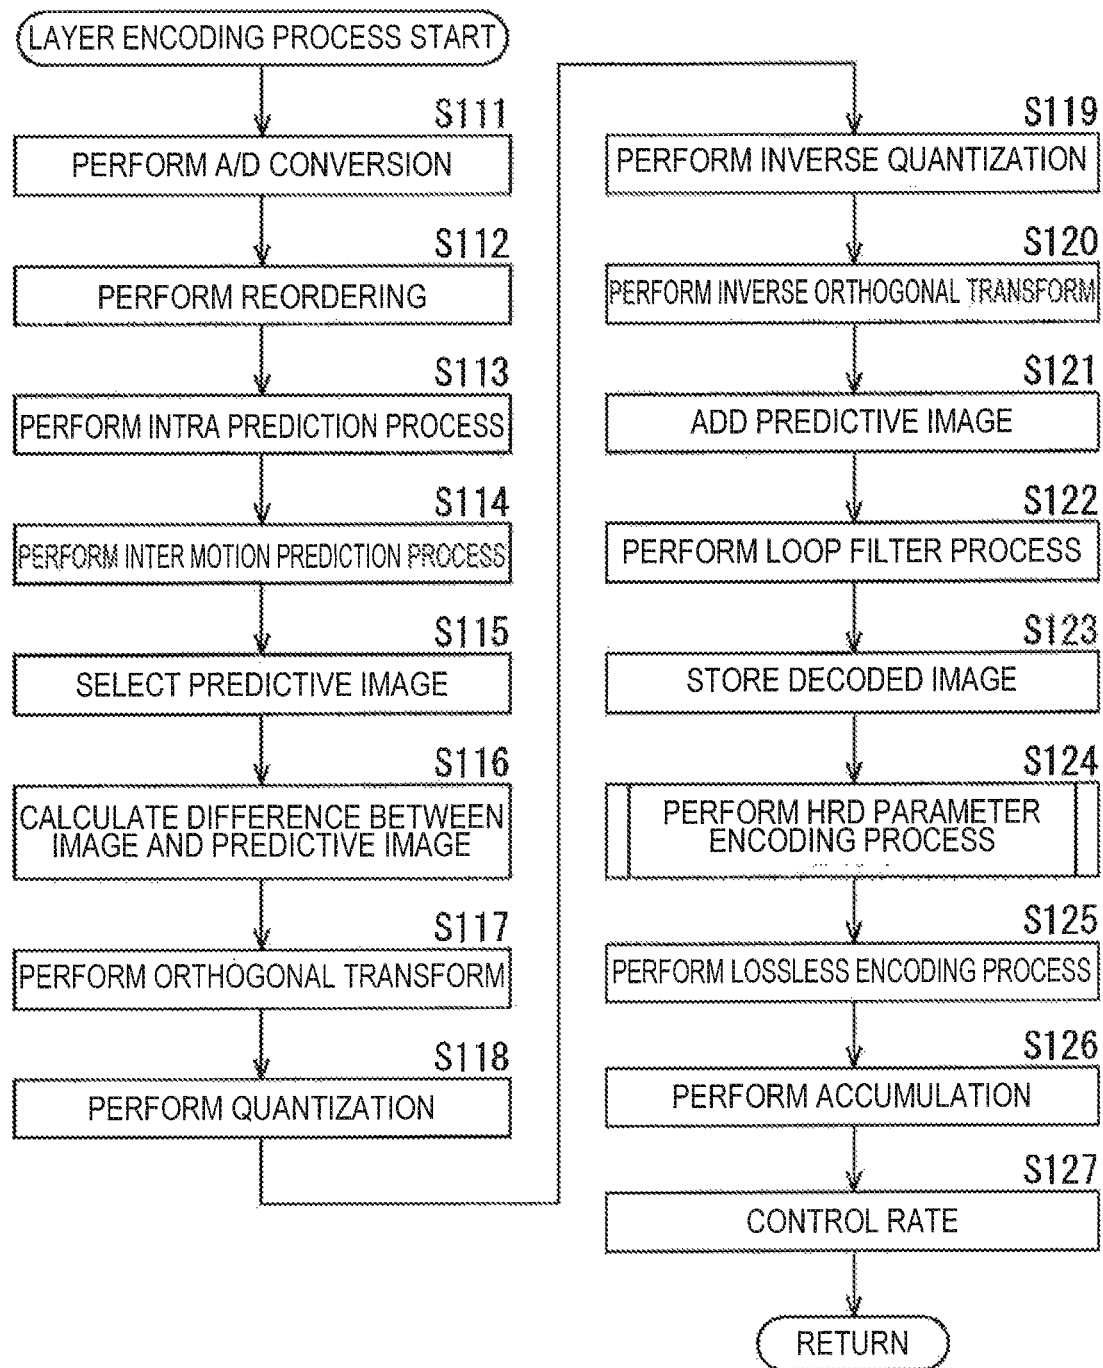 LAYER ENCODING PROCESS START
S111
PERFORM A/D CONVERSION
S112
PERFORM REORDERING
S113
PERFORM INTRA PREDICTION PROCESS
S114
PERFORM INTER MOTION PREDICTION PROCESS
S115
SELECT PREDICTIVE IMAGE
S116
CALCULATE DIFFERENCE BETWEEN
IMAGE AND PREDICTIVE IMAGE
S117
PERFORM ORTHOGONAL TRANSFORM
S118
PERFORM QUANTIZATION
S119
PERFORM INVERSE QUANTIZATION
S120
PERFORM INVERSE ORTHOGONAL TRANSFORM
S121
ADD PREDICTIVE IMAGE
S122
PERFORM LOOP FILTER PROCESS
S123
STORE DECODED IMAGE
S124
PERFORM HRD PARAMETER
ENCODING PROCESS
S125
PERFORM LOSSLESS ENCODING PROCESS
S126
PERFORM ACCUMULATION
S127
CONTROL RATE
RETURN